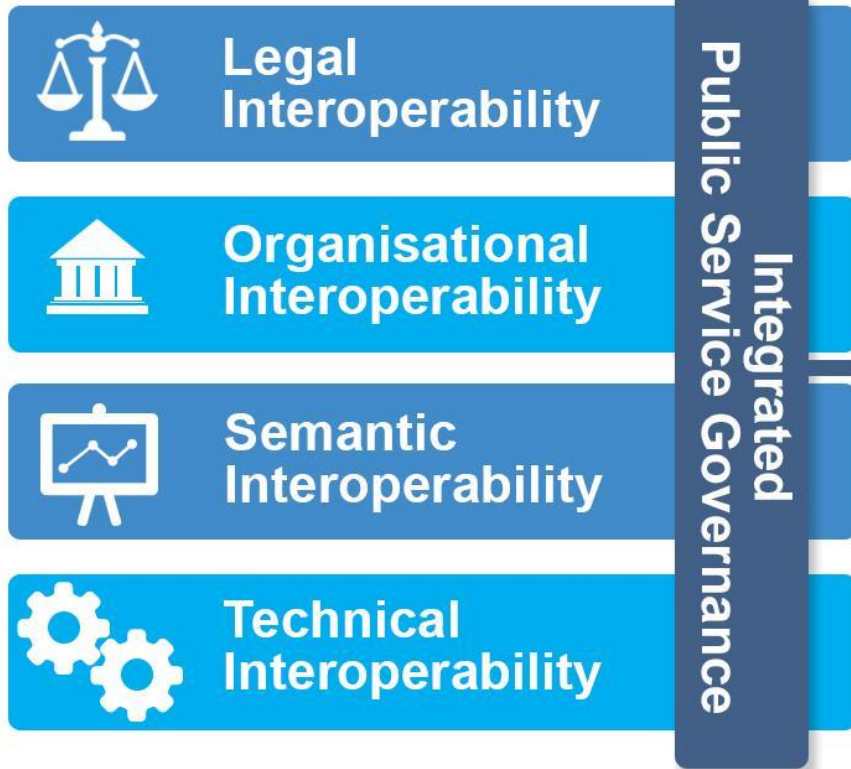 Legal
Interoperability
Organisational
Interoperability
Semantic
Interoperability
Technical
Interoperability
Integrated
Public Service Governance